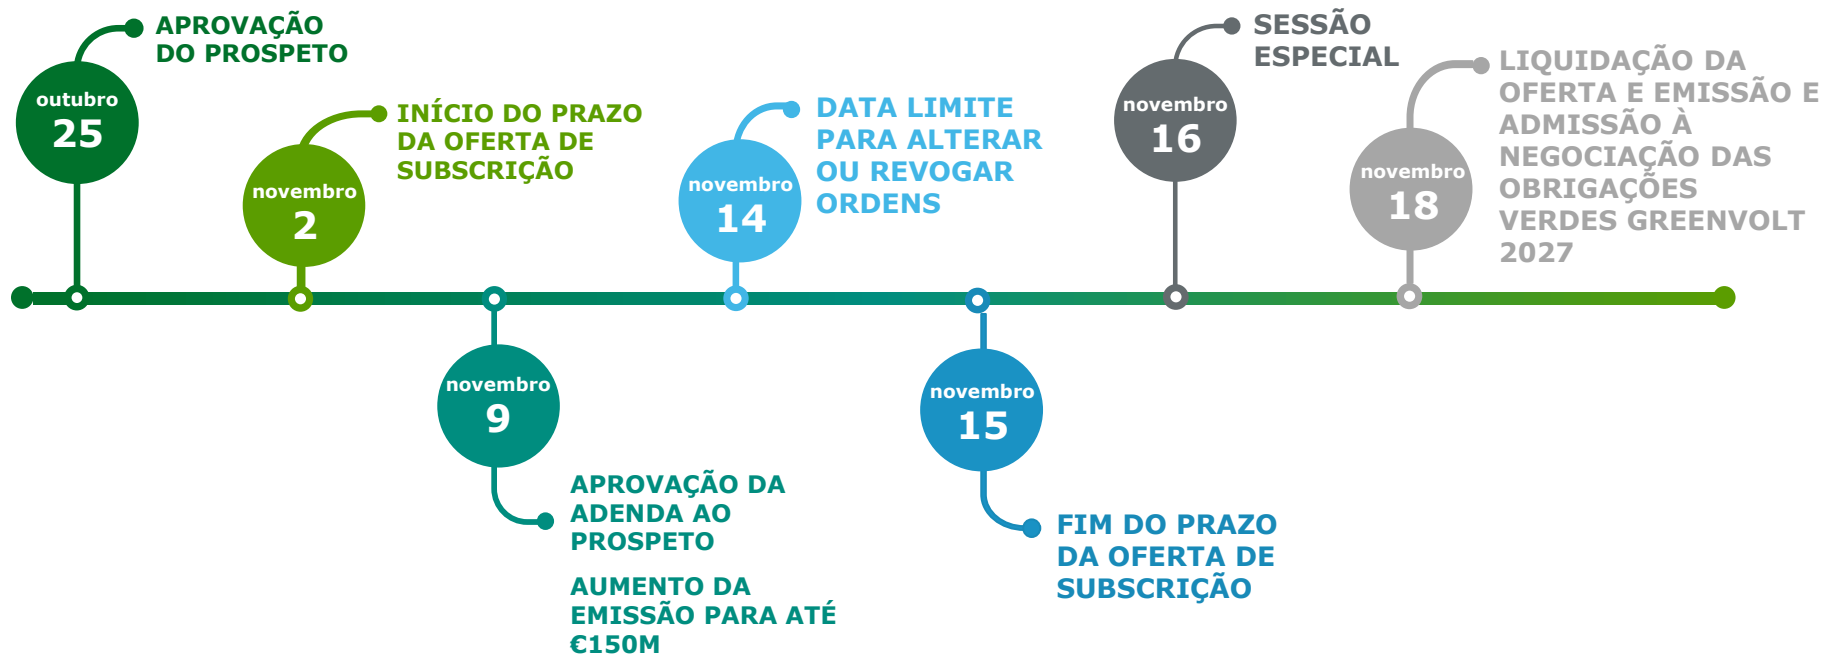 outubro
25
APROVAÇÃO
DO PROSPETO
novembro
2
INÍCIO DO PRAZO
DA OFERTA DE
SUBSCRIÇÃO
novembro
9
APROVAÇÃO DA
ADENDA AO
PROSPETO
AUMENTO DA
EMISSÃO PARA ATÉ
€150M
novembro
14
DATA LIMITE
PARA ALTERAR
OU REVOGAR
ORDENS
novembro
15
FIM DO PRAZO
DA OFERTA DE
SUBSCRIÇÃO
novembro
16
SESSÃO
ESPECIAL
novembro
18
LIQUIDAÇÃO DA
OFERTA E EMISSÃO E
ADMISSÃO À
NEGOCIAÇÃO DAS
OBRIGAÇÕES
VERDES GREENVOLT
2027